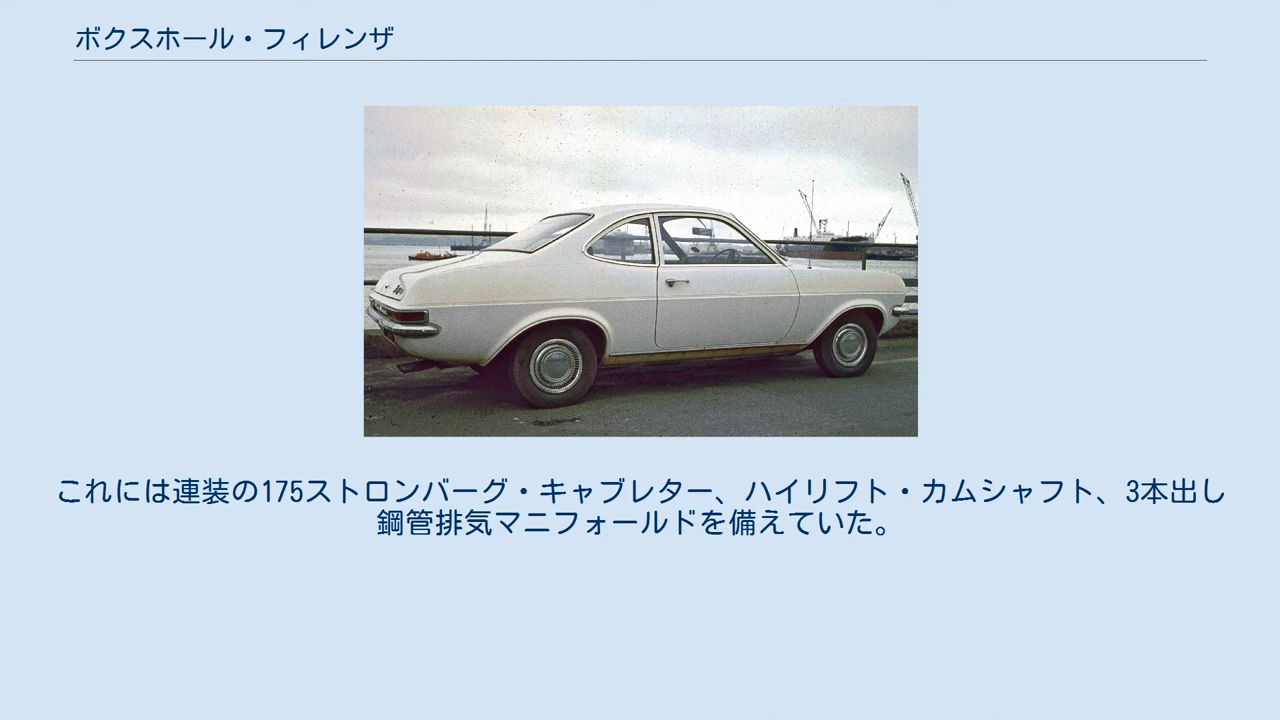 ボクスホール・フィレンザ
これには連装の175ストロンバーグ・キャブレター、ハイリフト・カムシャフト、3本出し
鋼管排気マニフォールドを備えていた。